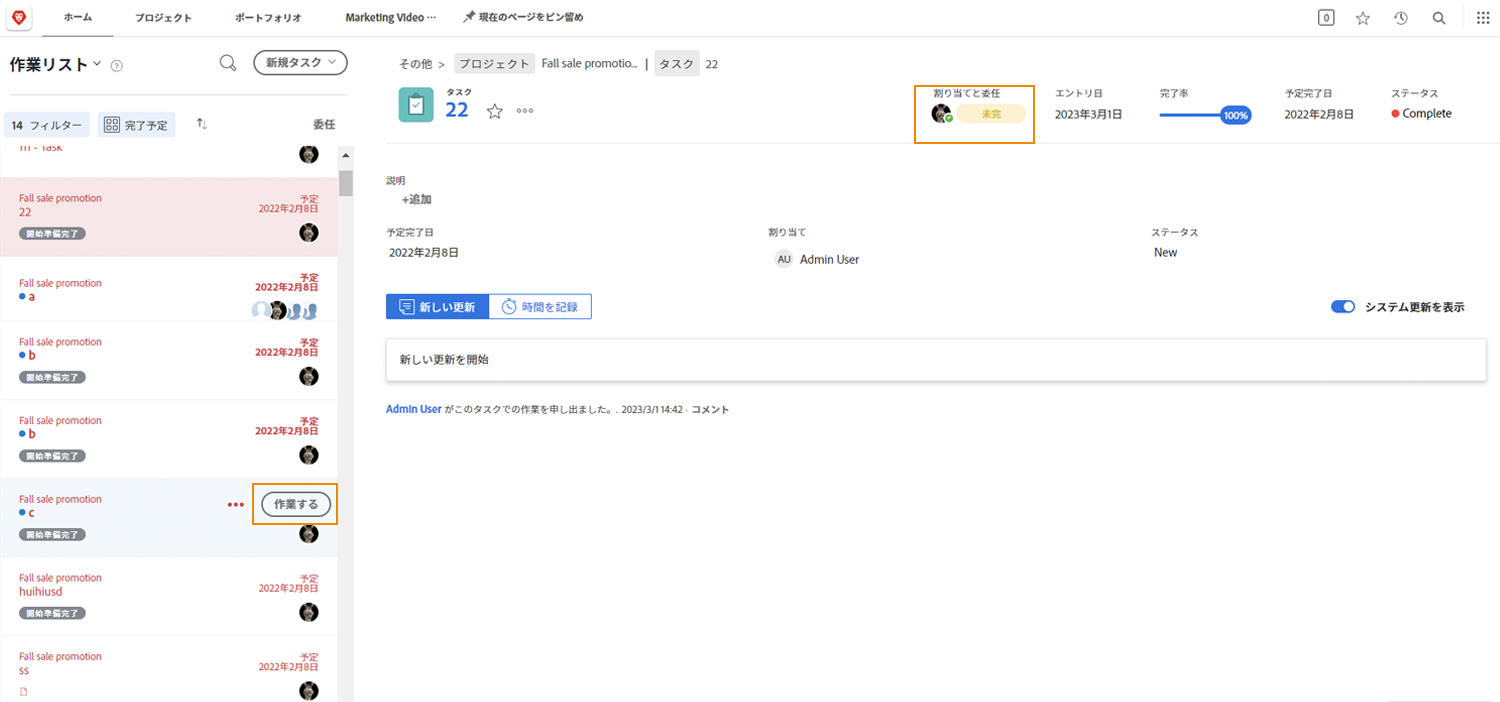 ホーム
プロジェクト
ポートフォリオ
Marketing Video ···
現在のページをピン留め
0
作業リスト
?
新規タスク
14 フィルター
完了予定
委任
Fall sale promotion
22
予定
2022年2月8日
開始準備完了
Fall sale promotion
a
予定
2022年2月8日
Fall sale promotion
b
予定
2022年2月8日
開始準備完了
Fall sale promotion
b
予定
2022年2月8日
開始準備完了
Fall sale promotion
c
作業する
開始準備完了
Fall sale promotion
huihiusd
予定
2022年2月8日
開始準備完了
Fall sale promotion
ss
予定
2022年2月8日
その他 > プロジェクト Fall sale promotio... | タスク 22
タスク
22
割り当てと委任
未完
エントリ日
2023年3月1日
完了率
100%
予定完了日
2022年2月8日
ステータス
Complete
説明
+追加
予定完了日
2022年2月8日
割り当て
AU Admin User
ステータス
New
新しい更新
時間を記録
システム更新を表示
新しい更新を開始
Admin User がこのタスクでの作業を申し出ました。. 2023/3/1 14:42 · コメント